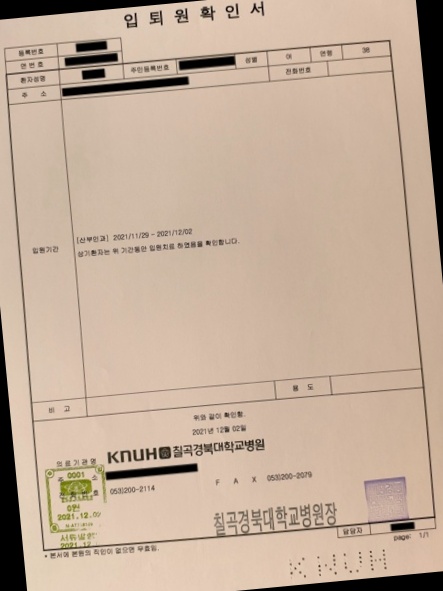 입퇴원확인서
등록번호
연번호
환자성명 주민등록번호 성별 여 연령 38
주 소 전화번호
입원기간
[산부인과] 2021/11/29 - 2021/12/02
상기환자는 위 기간동안 입원치료 하였음을 확인합니다.
비 고 용 도
위와 같이 확인함.
2021년 12월 02일
의료기관명 KNUH 칠곡경북대학교병원
주 소
0001
호 053)200-2114 F A X 053)200-2079
0원
2021.12.02
칠곡경북대학교병원장
담당자
* 본서에 본원의 직인이 없으면 무효임.
page: 1/1
KNUH